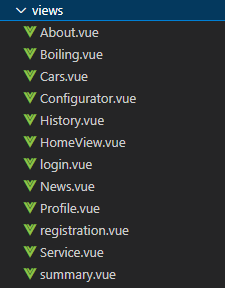 views
About.vue
Boiling.vue
Cars.vue
Configurator.vue
History.vue
HomeView.vue
login.vue
News.vue
Profile.vue
registration.vue
Service.vue
summary.vue